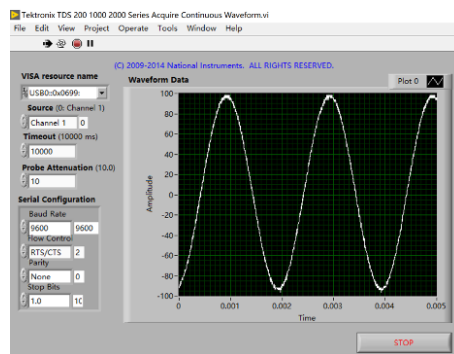 Tektronix TDS 200 1000 2000 Series Acquire Continuous Waveform.vi
File Edit View Project Operate Tools Window Help
(C) 2009-2014 National Instruments. ALL RIGHTS RESERVED.
VISA resource name
USB0::0x0699:
Source (0: Channel 1)
Channel 1 0
Timeout (10000 ms)
10000
Probe Attenuation (10.0)
10
Serial Configuration
Baud Rate
9600 9600
Flow Control
RTS/CTS 2
Parity
None 0
Stop Bits
1.0 10
Waveform Data
Plot 0
Amplitude
100
80
60
40
20
0
-20
-40
-60
-80
-100
0 0.001 0.002 0.003 0.004 0.005
Time
STOP